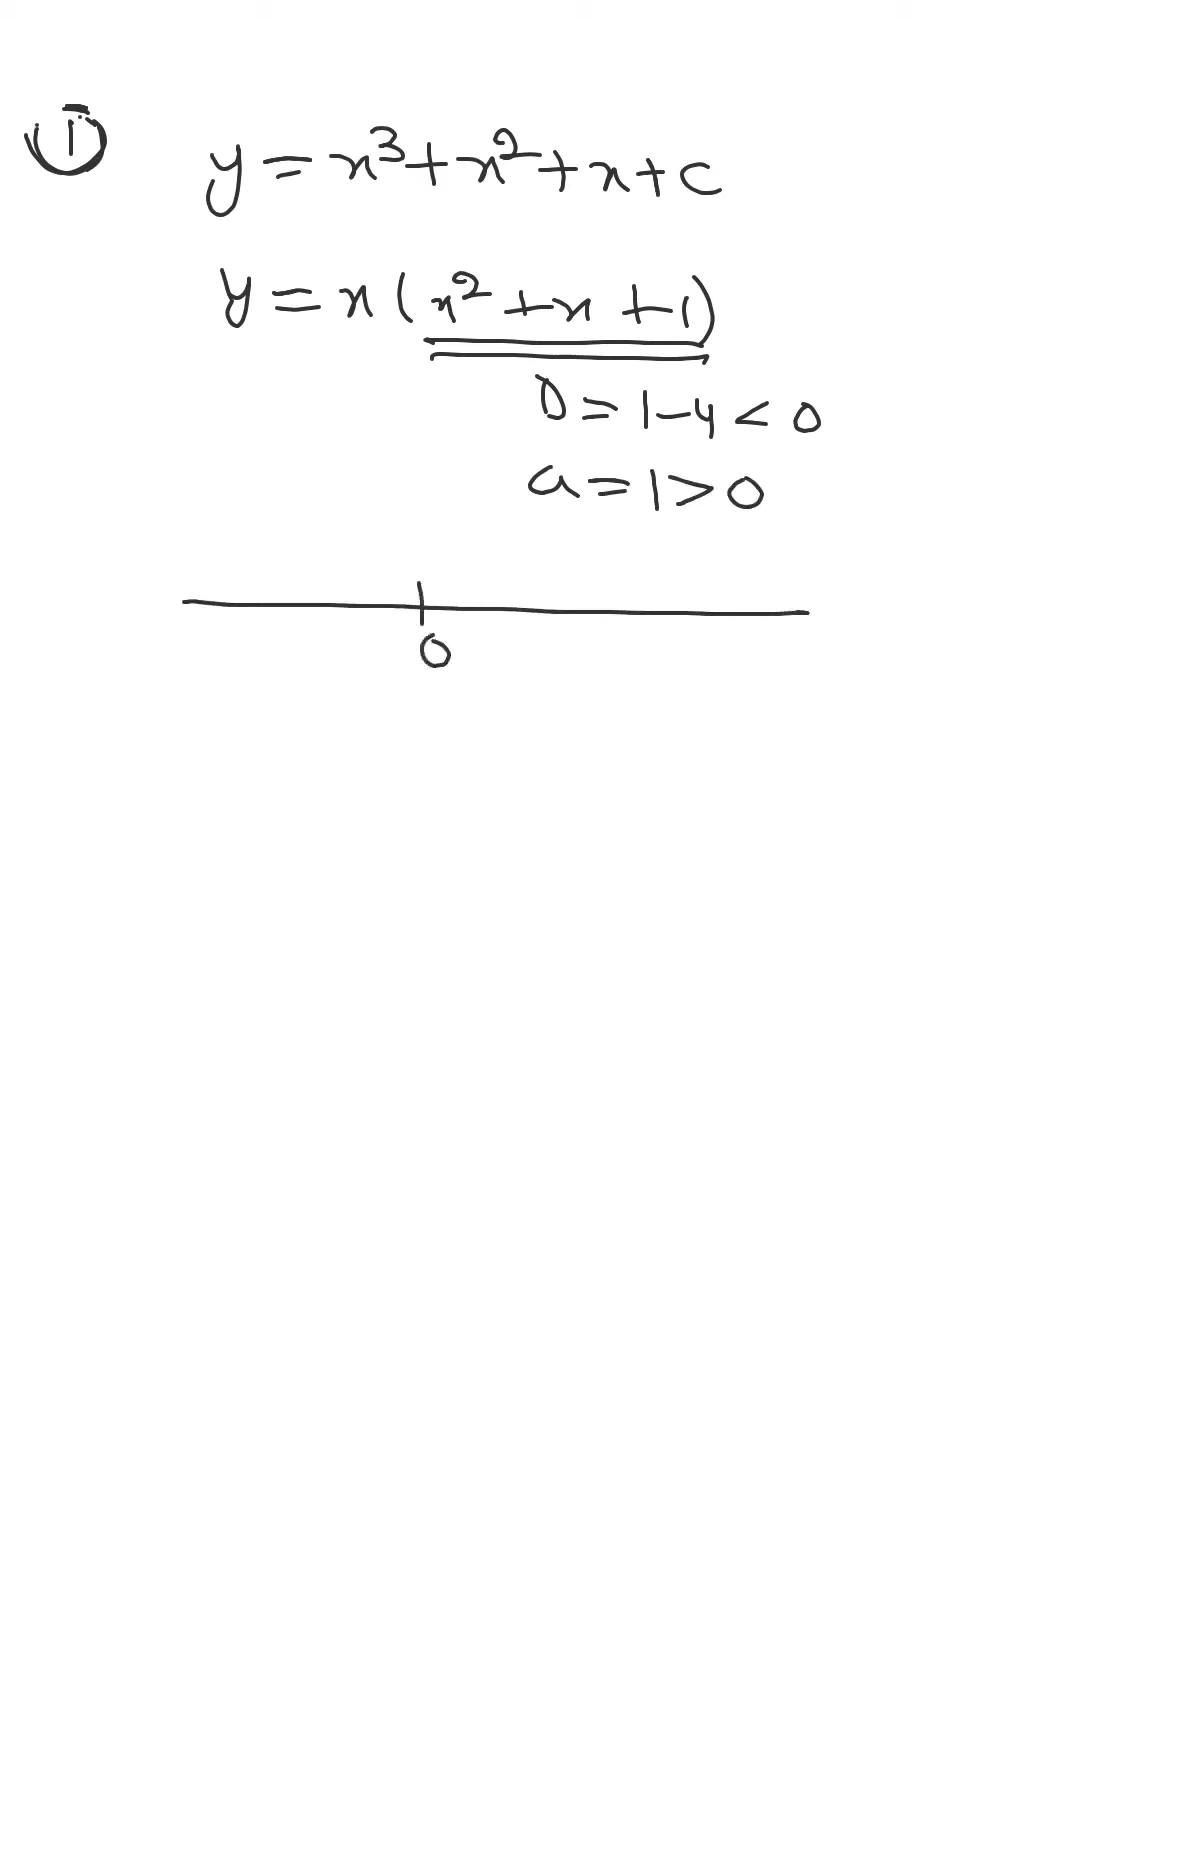 ① y = x³ + x² + x + c
y = x(x² + x + 1)
D = 1 - 4 < 0
a = 1 > 0
0